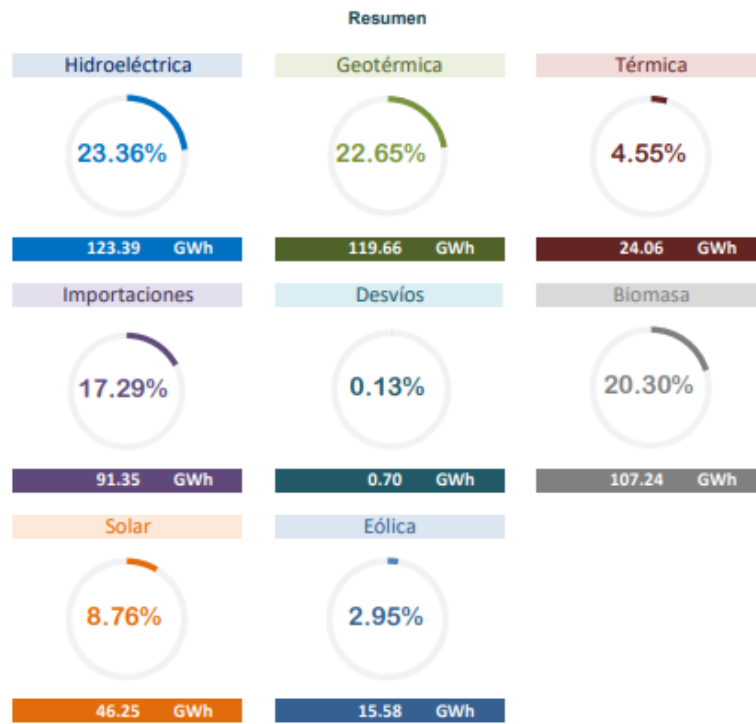 Resumen
Hidroeléctrica
23.36%
123.39 GWh
Geotérmica
22.65%
119.66 GWh
Térmica
4.55%
24.06 GWh
Importaciones
17.29%
91.35 GWh
Desvíos
0.13%
0.70 GWh
Biomasa
20.30%
107.24 GWh
Solar
8.76%
46.25 GWh
Eólica
2.95%
15.58 GWh